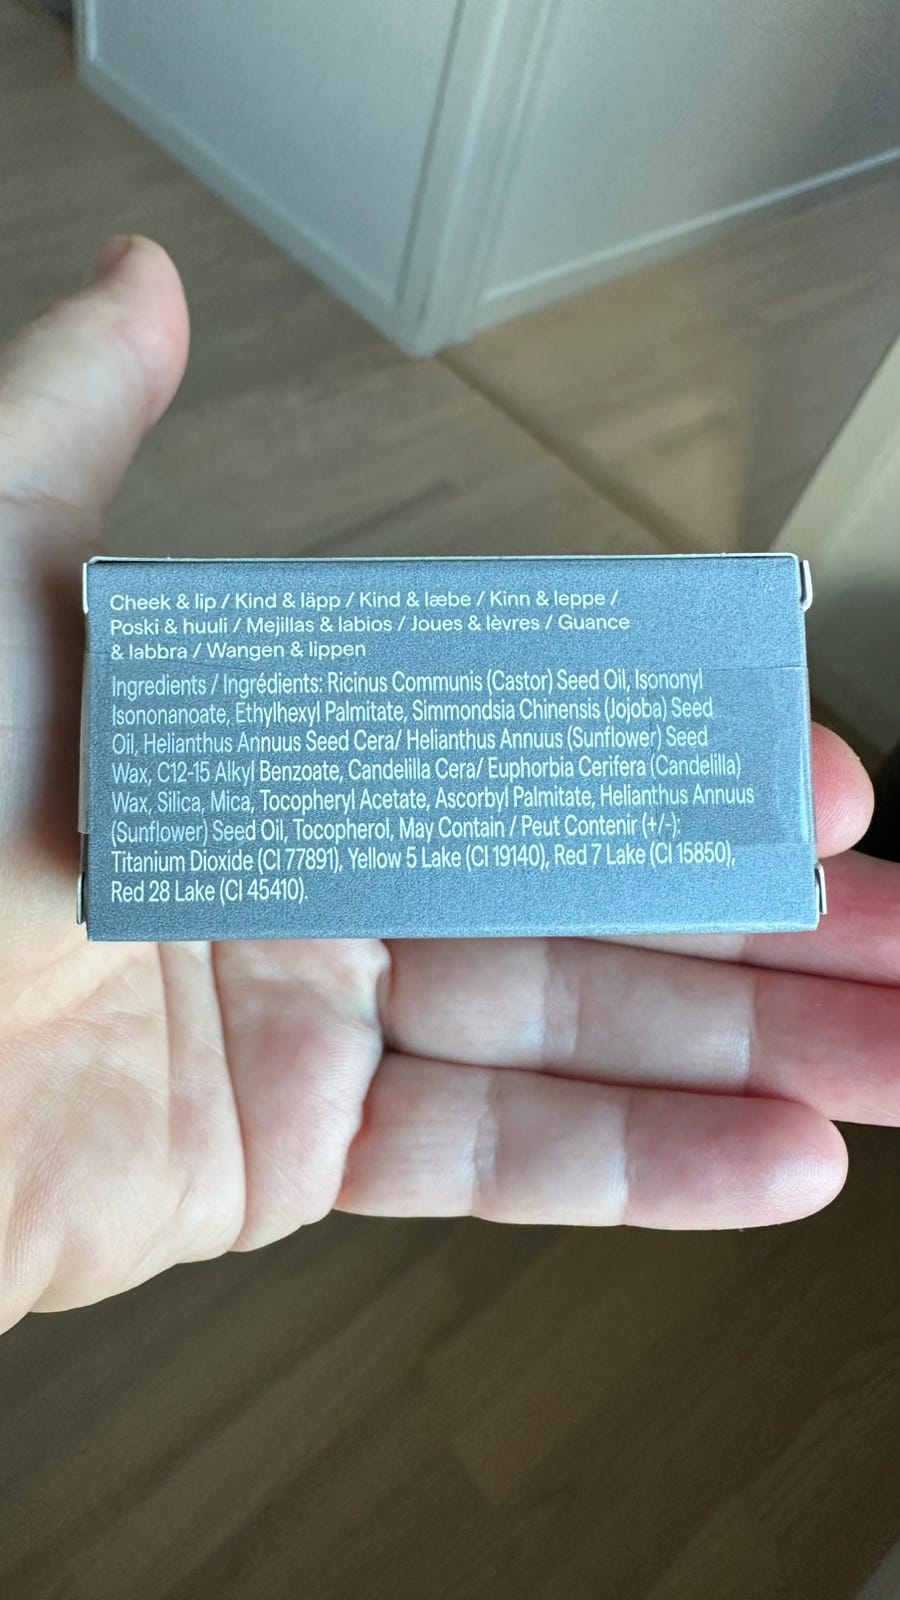 Cheek & lip / Kind & läpp / Kind & læbe / Kinn & leppe /
Poski & huuli / Mejillas & labios / Joues & lèvres / Guance
& labbra / Wangen & lippen
Ingredients / Ingrédients: Ricinus Communis (Castor) Seed Oil, Isononyl
Isononanoate, Ethylhexyl Palmitate, Simmondsia Chinensis (Jojoba) Seed
Oil, Helianthus Annuus Seed Cera/ Helianthus Annuus (Sunflower) Seed
Wax, C12-15 Alkyl Benzoate, Candelilla Cera/ Euphorbia Cerifera (Candelilla)
Wax, Silica, Mica, Tocopheryl Acetate, Ascorbyl Palmitate, Helianthus Annuus
(Sunflower) Seed Oil, Tocopherol, May Contain / Peut Contenir (+/-):
Titanium Dioxide (CI 77891), Yellow 5 Lake (CI 19140), Red 7 Lake (CI 15850),
Red 28 Lake (CI 45410).